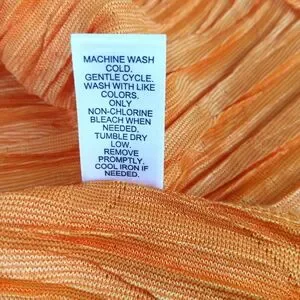 MACHINE WASH
COLD.
GENTLE CYCLE.
WASH WITH LIKE
COLORS.
ONLY
NON-CHLORINE
BLEACH WHEN
NEEDED.
TUMBLE DRY
LOW.
REMOVE
PROMPTLY.
COOL IRON IF
NEEDED.